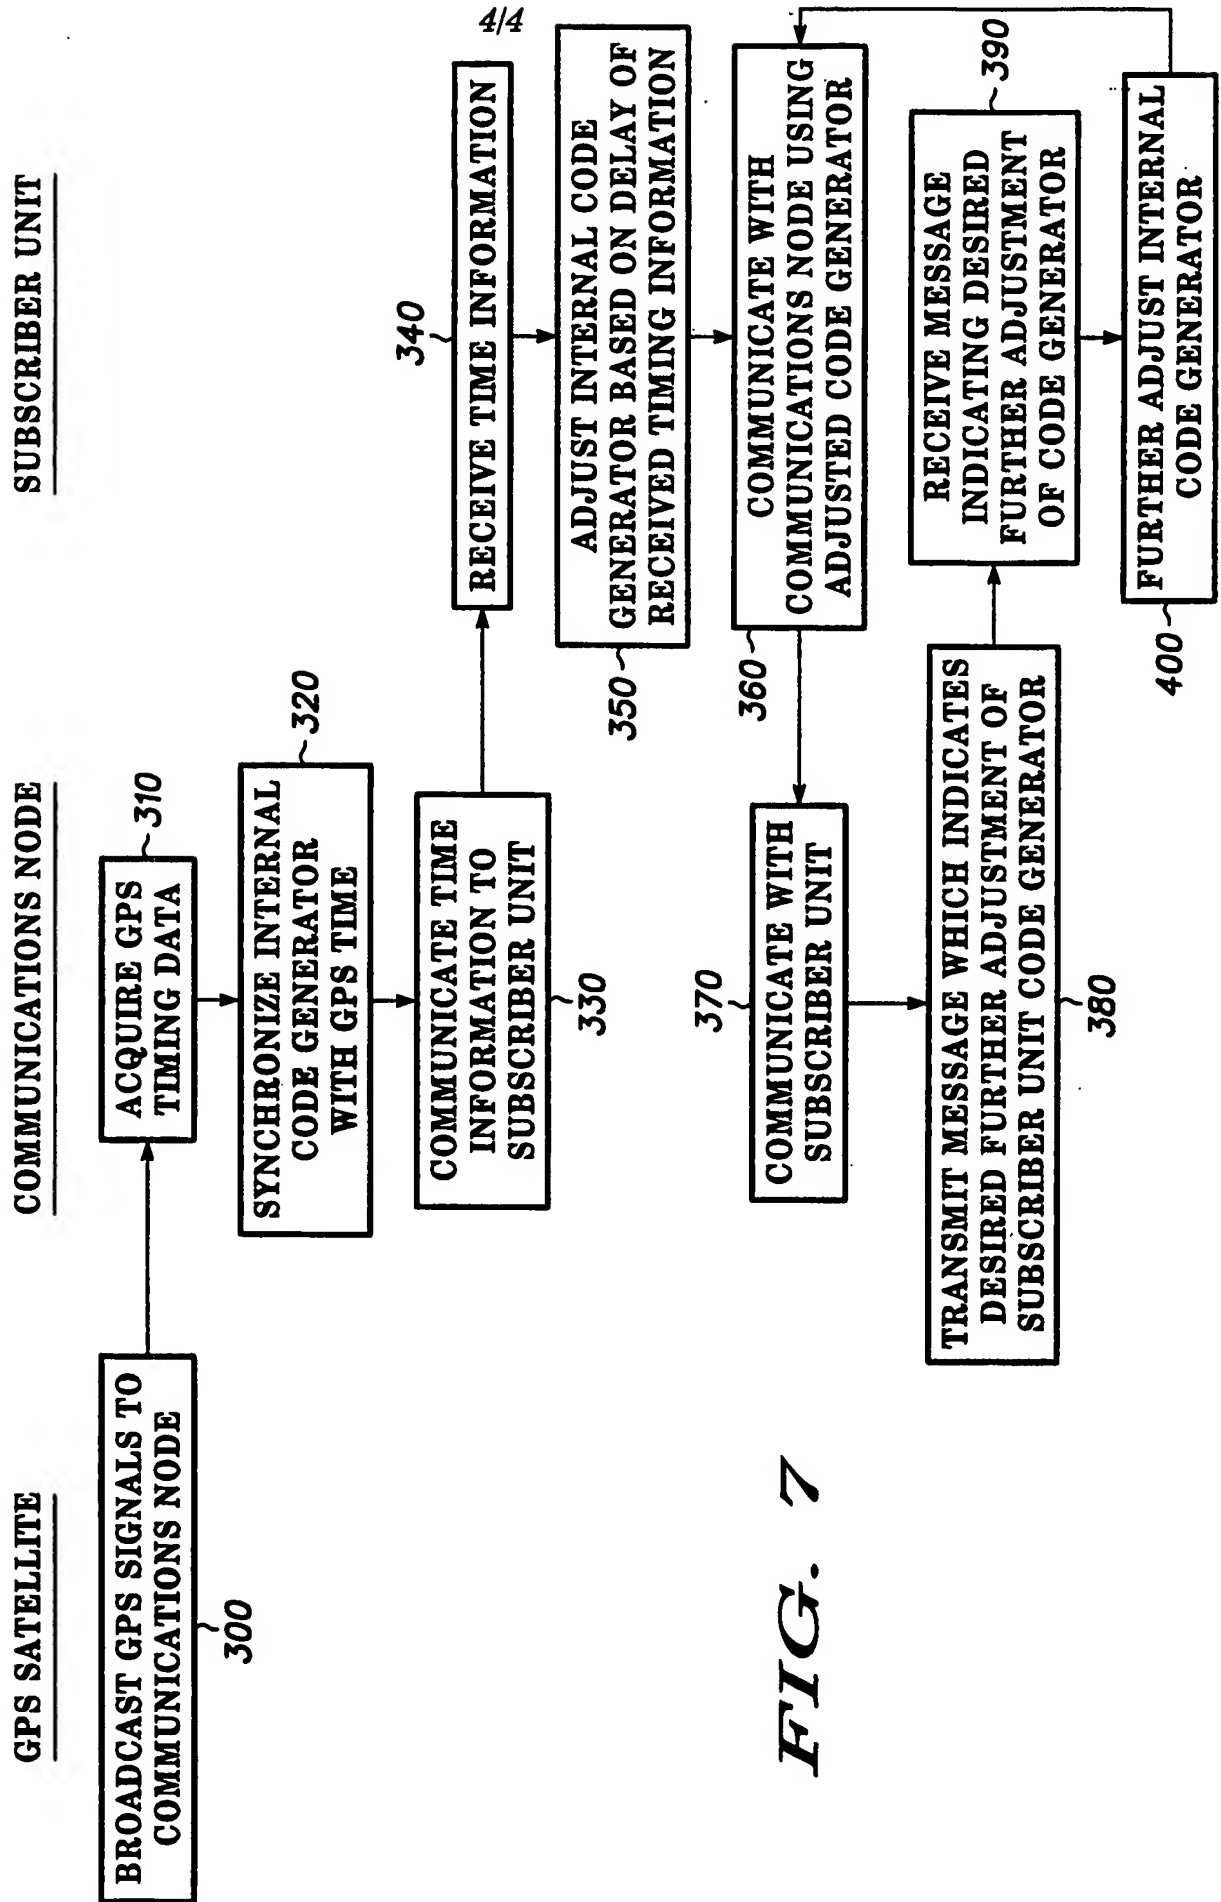 4/4
GPS SATELLITE
COMMUNICATIONS NODE
SUBSCRIBER UNIT
BROADCAST GPS SIGNALS TO
COMMUNICATIONS NODE
300
ACQUIRE GPS
TIMING DATA
310
SYNCHRONIZE INTERNAL
CODE GENERATOR
WITH GPS TIME
320
COMMUNICATE TIME
INFORMATION TO
SUBSCRIBER UNIT
330
RECEIVE TIME INFORMATION
340
ADJUST INTERNAL CODE
GENERATOR BASED ON DELAY OF
RECEIVED TIMING INFORMATION
350
COMMUNICATE WITH
COMMUNICATIONS NODE USING
ADJUSTED CODE GENERATOR
360
COMMUNICATE WITH
SUBSCRIBER UNIT
370
TRANSMIT MESSAGE WHICH INDICATES
DESIRED FURTHER ADJUSTMENT OF
SUBSCRIBER UNIT CODE GENERATOR
380
RECEIVE MESSAGE
INDICATING DESIRED
FURTHER ADJUSTMENT
OF CODE GENERATOR
390
FURTHER ADJUST INTERNAL
CODE GENERATOR
400
FIG. 7